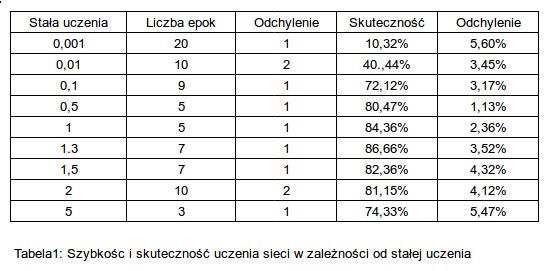 Stała uczenia Liczba epok Odchylenie Skuteczność Odchylenie
0,001 20 1 10,32% 5,60%
0,01 10 2 40.,44% 3,45%
0,1 9 1 72,12% 3,17%
0,5 5 1 80,47% 1,13%
1 5 1 84,36% 2,36%
1.3 7 1 86,66% 3,52%
1,5 7 1 82,36% 4,32%
2 10 2 81,15% 4,12%
5 3 1 74,33% 5,47%
Tabela1: Szybkośc i skuteczność uczenia sieci w zależności od stałej uczenia